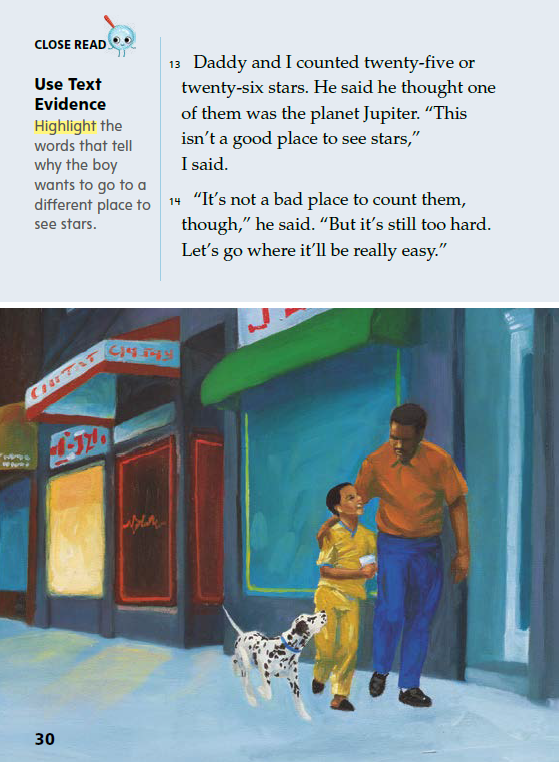 CLOSE READ
Use Text
Evidence
Highlight the
words that tell
why the boy
wants to go to a
different place to
see stars.
13 Daddy and I counted twenty-five or
twenty-six stars. He said he thought one
of them was the planet Jupiter. “This
isn’t a good place to see stars,”
I said.
14 “It’s not a bad place to count them,
though,” he said. “But it’s still too hard.
Let’s go where it’ll be really easy.”
30